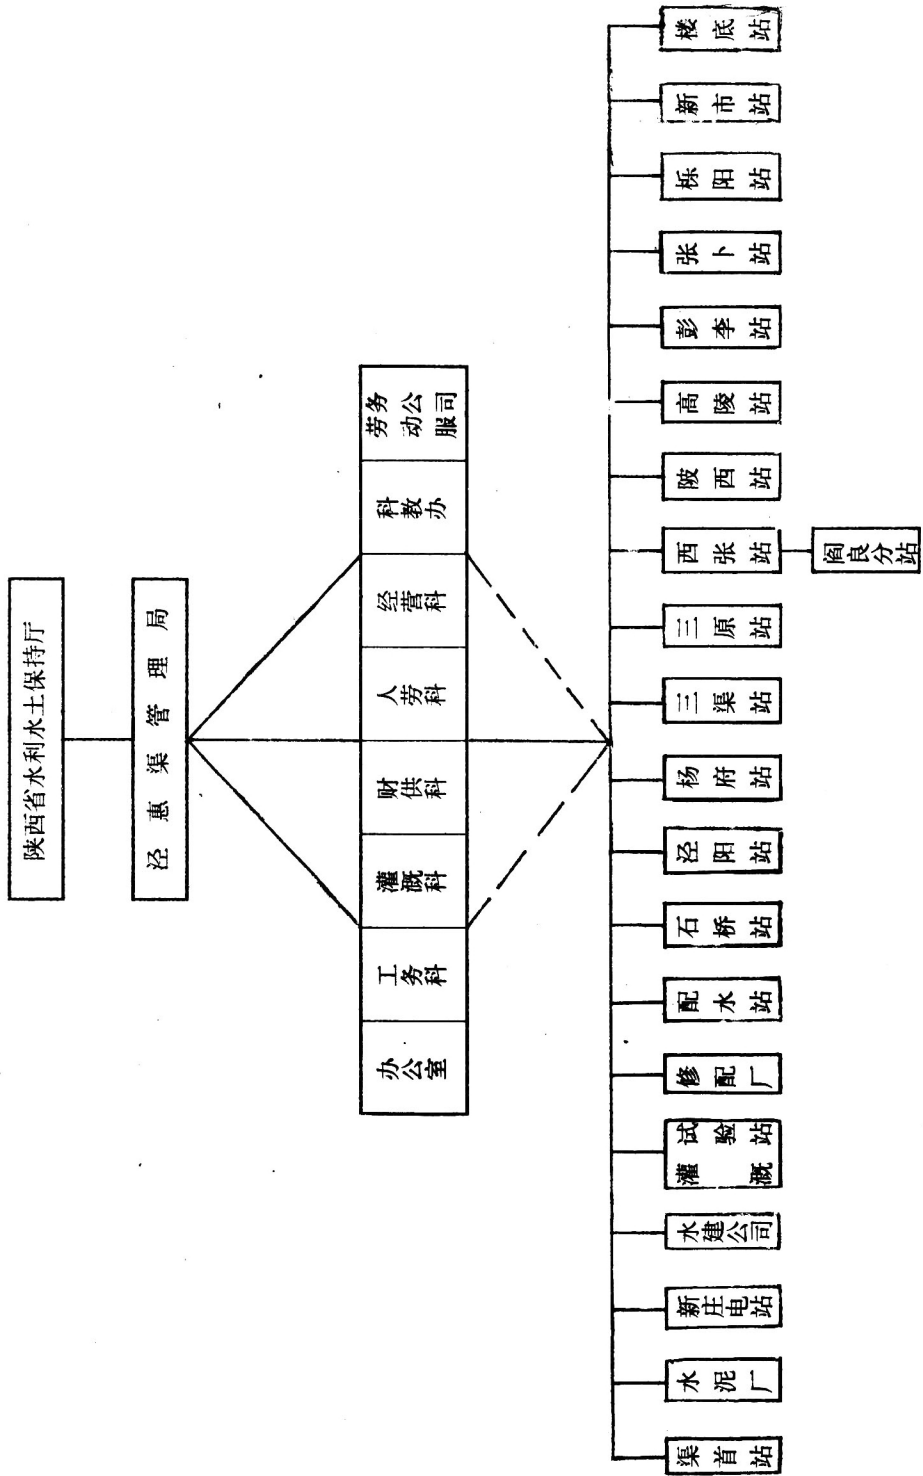 陕西省水利水土保持厅
泾惠渠管理局
办公室
工务科
灌溉科
财供科
人劳科
经营科
科教办
劳动服务公司
渠首站
水泥厂
新庄电站
水建公司
灌溉试验站
修配厂
配水站
石桥站
泾阳站
杨府站
三渠站
三原站
西张站
陂西站
高陵站
彭李站
张卜站
栎阳站
新市站
楼底站
阎良分站